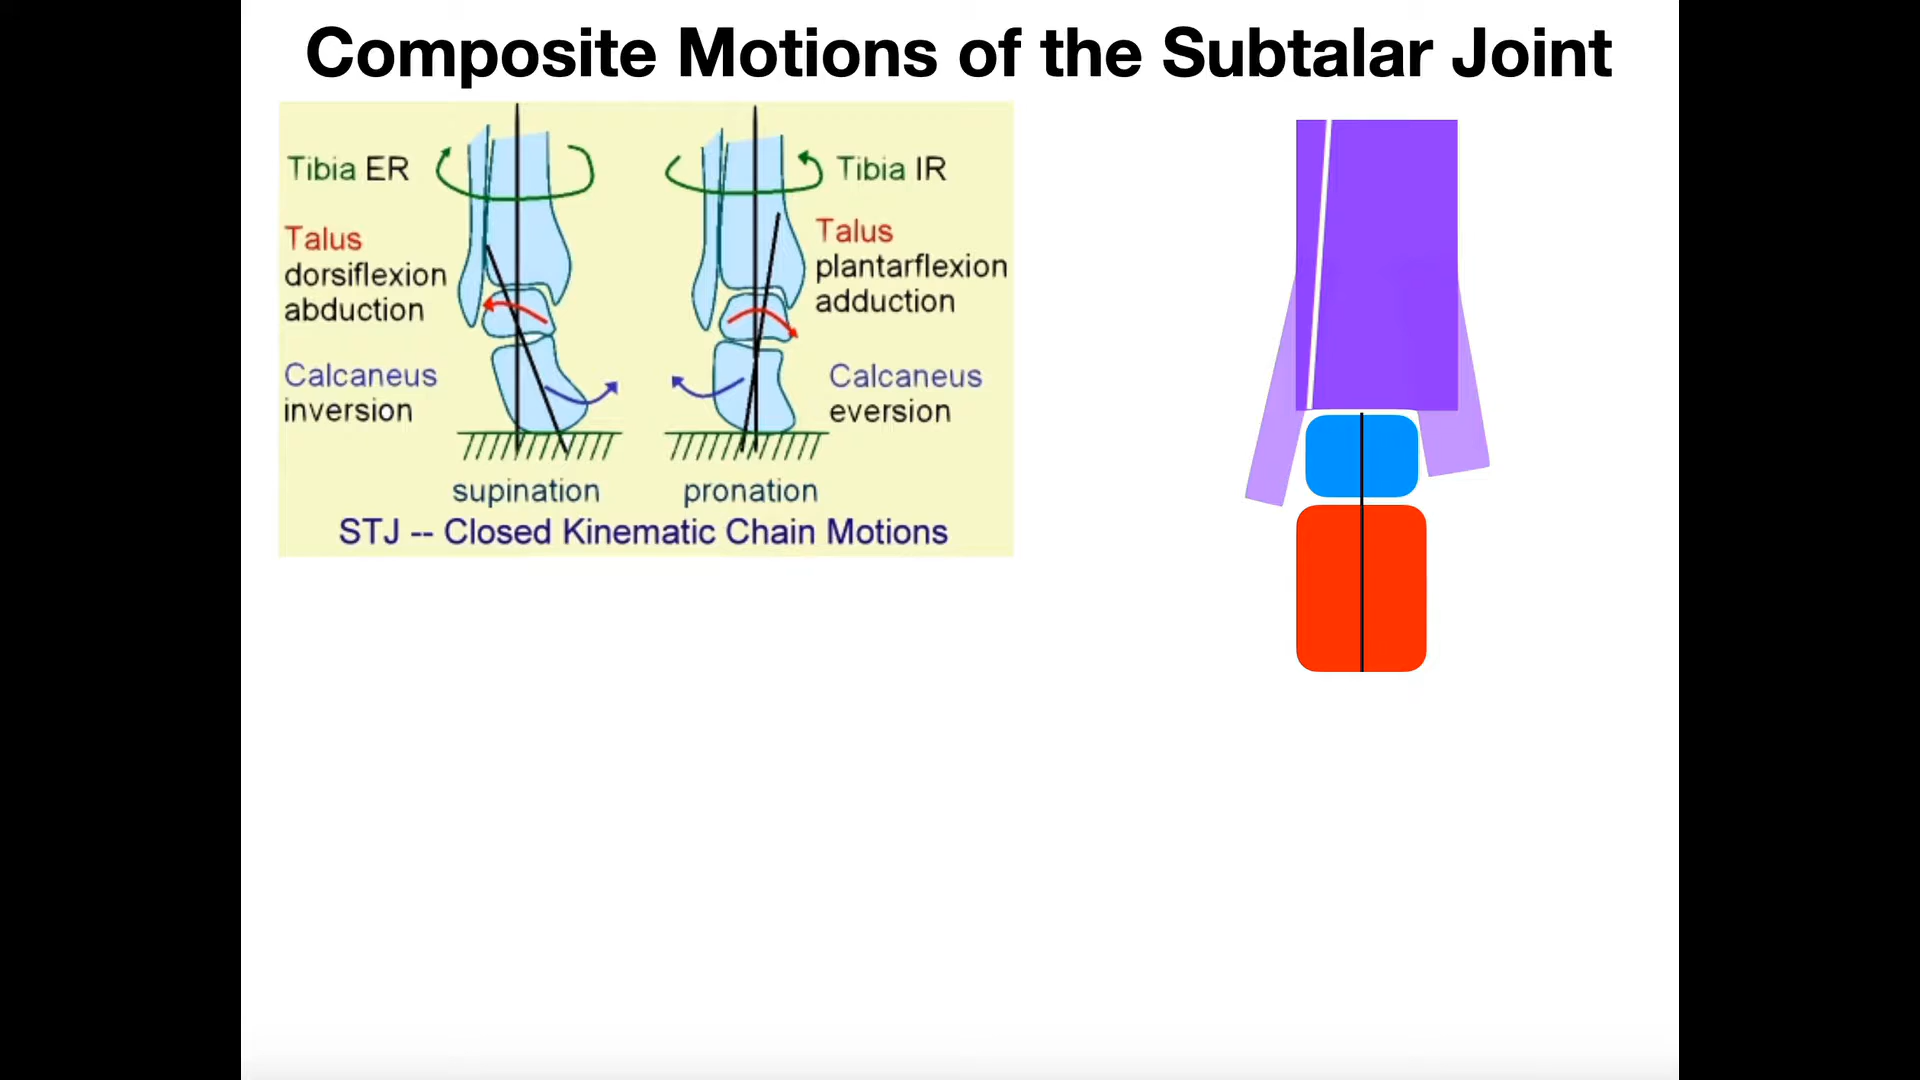 Composite Motions of the Subtalar Joint
Tibia ER
Talus
dorsiflexion
abduction
Calcaneus
inversion
Tibia IR
Talus
plantarflexion
adduction
Calcaneus
eversion
supination
pronation
STJ -- Closed Kinematic Chain Motions